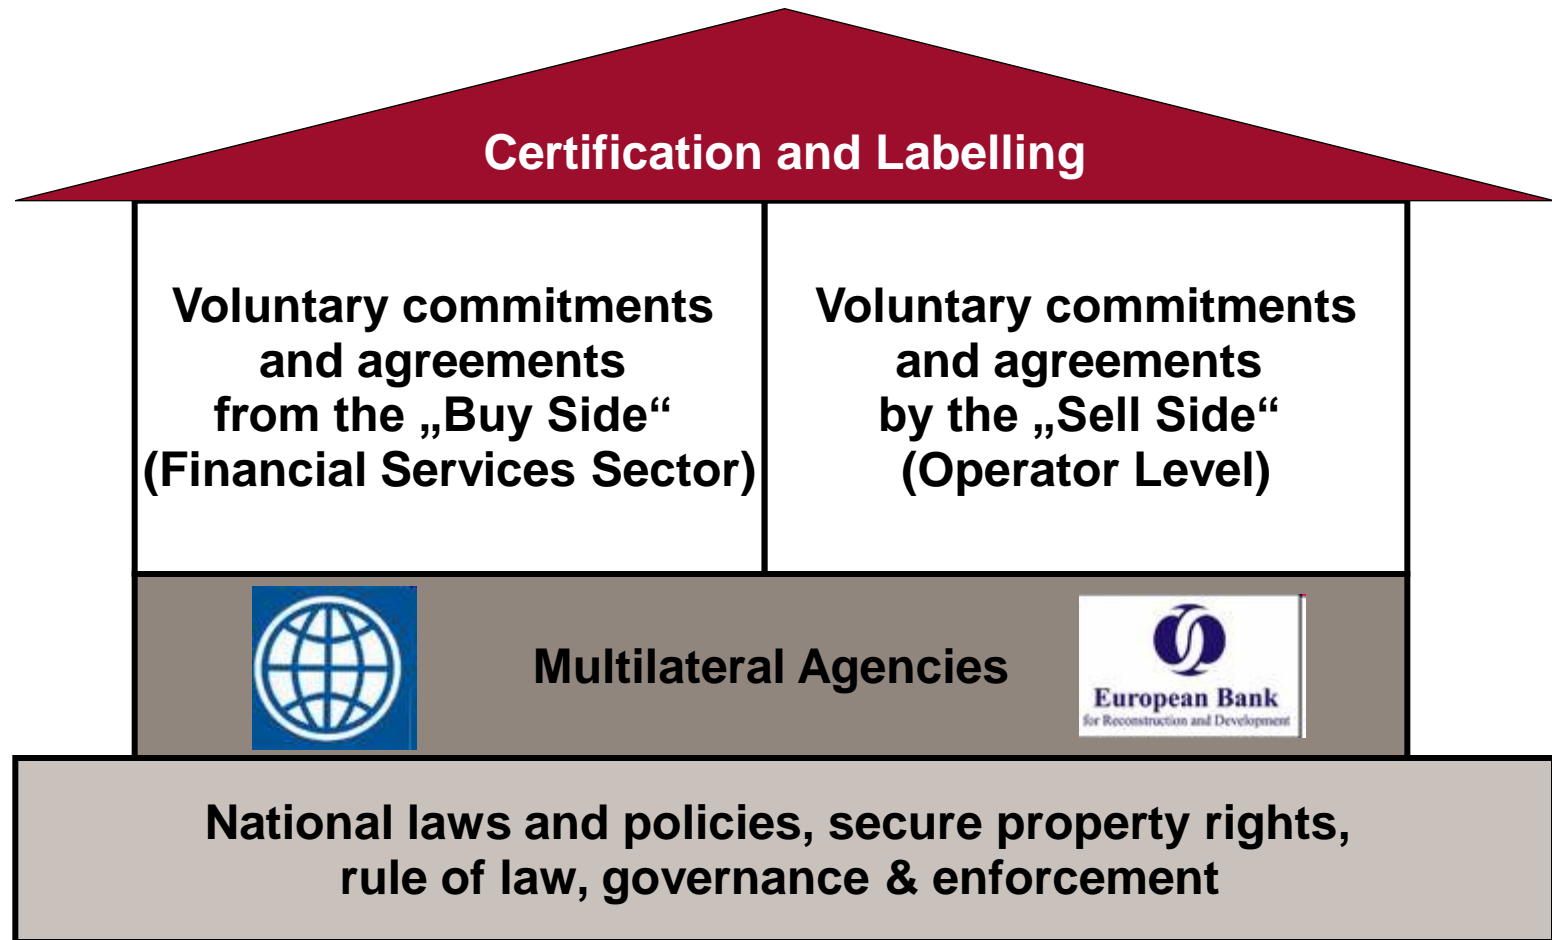 Certification and Labelling
Voluntary commitments
and agreements
from the „Buy Side“
(Financial Services Sector)
Voluntary commitments
and agreements
by the „Sell Side“
(Operator Level)
Multilateral Agencies
European Bank
for Reconstruction and Development
National laws and policies, secure property rights,
rule of law, governance & enforcement